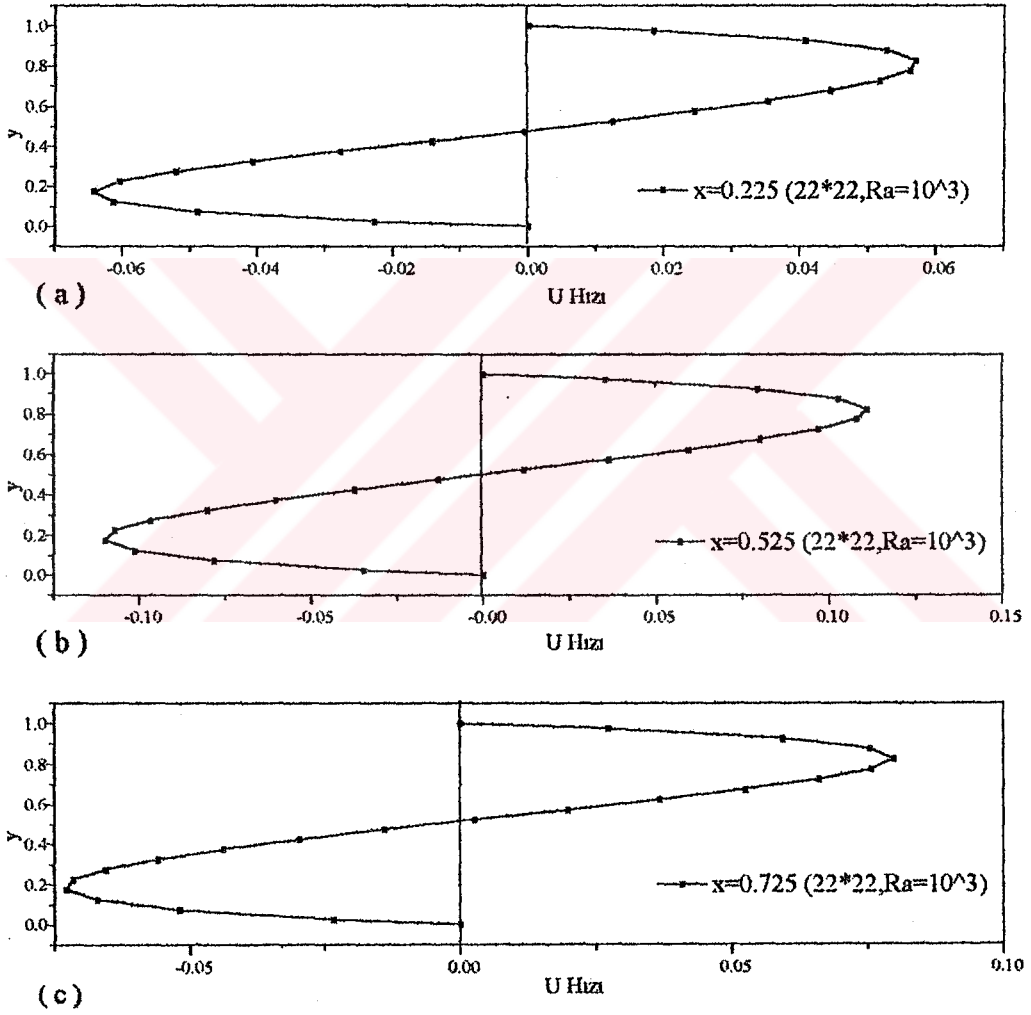 1.0
0.8
0.6
y
0.4
0.2
0.0
x=0.225 (22*22,Ra=10^3)
-0.06 -0.04 -0.02 0.00 0.02 0.04 0.06
(a)
U Hızı
1.0
0.8
0.6
y
0.4
0.2
0.0
x=0.525 (22*22,Ra=10^3)
-0.10 -0.05 -0.00 0.05 0.10 0.15
(b)
U Hızı
1.0
0.8
0.6
y
0.4
0.2
0.0
x=0.725 (22*22,Ra=10^3)
-0.05 0.00 0.05 0.10
(c)
U Hızı